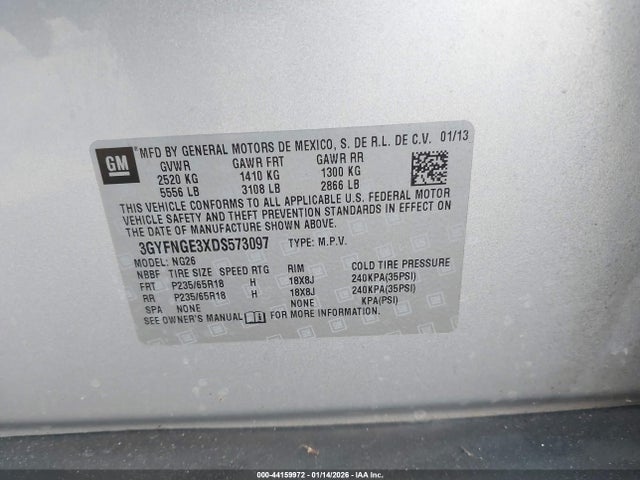 GM
® MFD BY GENERAL MOTORS DE MEXICO, S. DE R.L. DE C.V. 01/13
GVWR GAWR FRT GAWR RR
2520 KG 1410 KG 1300 KG
5556 LB 3108 LB 2866 LB
THIS VEHICLE CONFORMS TO ALL APPLICABLE U.S. FEDERAL MOTOR
VEHICLE SAFETY AND THEFT PREVENTION STANDARDS IN EFFECT ON
THE DATE OF MANUFACTURE SHOWN ABOVE.
3GYFNGE3XDS573097 TYPE: M.P.V.
MODEL: NG26
NBBF TIRE SIZE SPEED RTG RIM COLD TIRE PRESSURE
FRT P235/65R18 H 18X8J 240KPA(35PSI)
RR P235/65R18 H 18X8J 240KPA(35PSI)
SPA NONE NONE KPA(PSI)
SEE OWNER'S MANUAL FOR MORE INFORMATION.
000-44159972 | 01/14/2026 | IAA Inc.